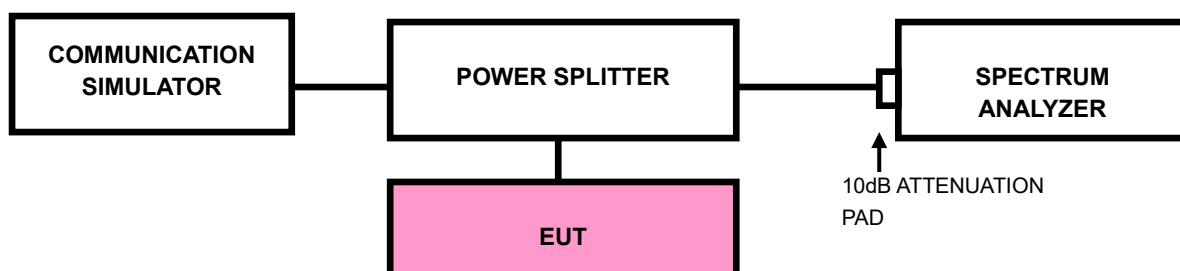 COMMUNICATION
SIMULATOR
POWER SPLITTER
SPECTRUM
ANALYZER
10dB ATTENUATION
PAD
EUT